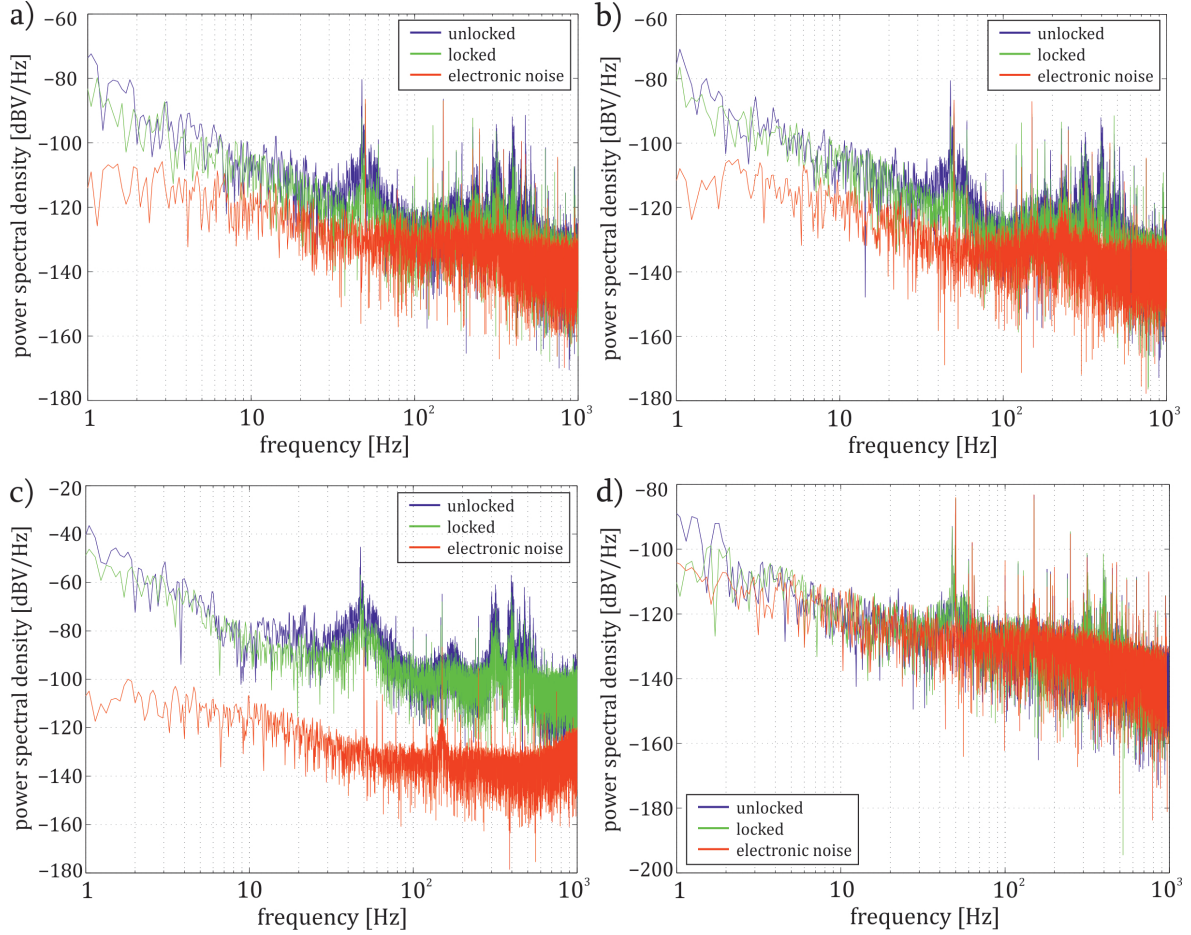 a)
power spectral density [dBV/Hz]
−60
−80
−100
−120
−140
−160
−180
unlocked
locked
electronic noise
1
10
10²
10³
frequency [Hz]
b)
power spectral density [dBV/Hz]
−60
−80
−100
−120
−140
−160
−180
unlocked
locked
electronic noise
1
10
10²
10³
frequency [Hz]
c)
power spectral density [dBV/Hz]
−20
−40
−60
−80
−100
−120
−140
−160
−180
unlocked
locked
electronic noise
1
10
10²
10³
frequency [Hz]
d)
power spectral density [dBV/Hz]
−80
−100
−120
−140
−160
−180
−200
unlocked
locked
electronic noise
1
10
10²
10³
frequency [Hz]